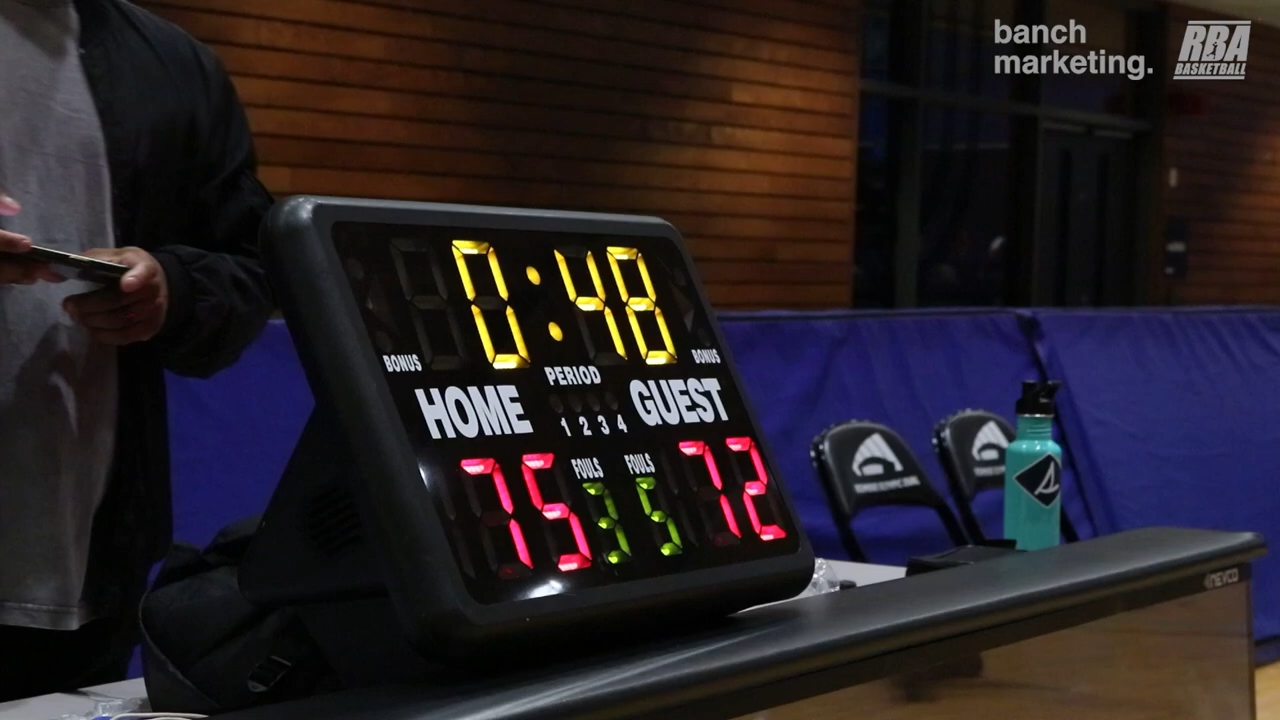 banch
marketing.
RBA
BASKETBALL
0:48
BONUS
BONUS
PERIOD
HOME
GUEST
1 2 3 4
FOULS
FOULS
75
3
5
72
NEVCO